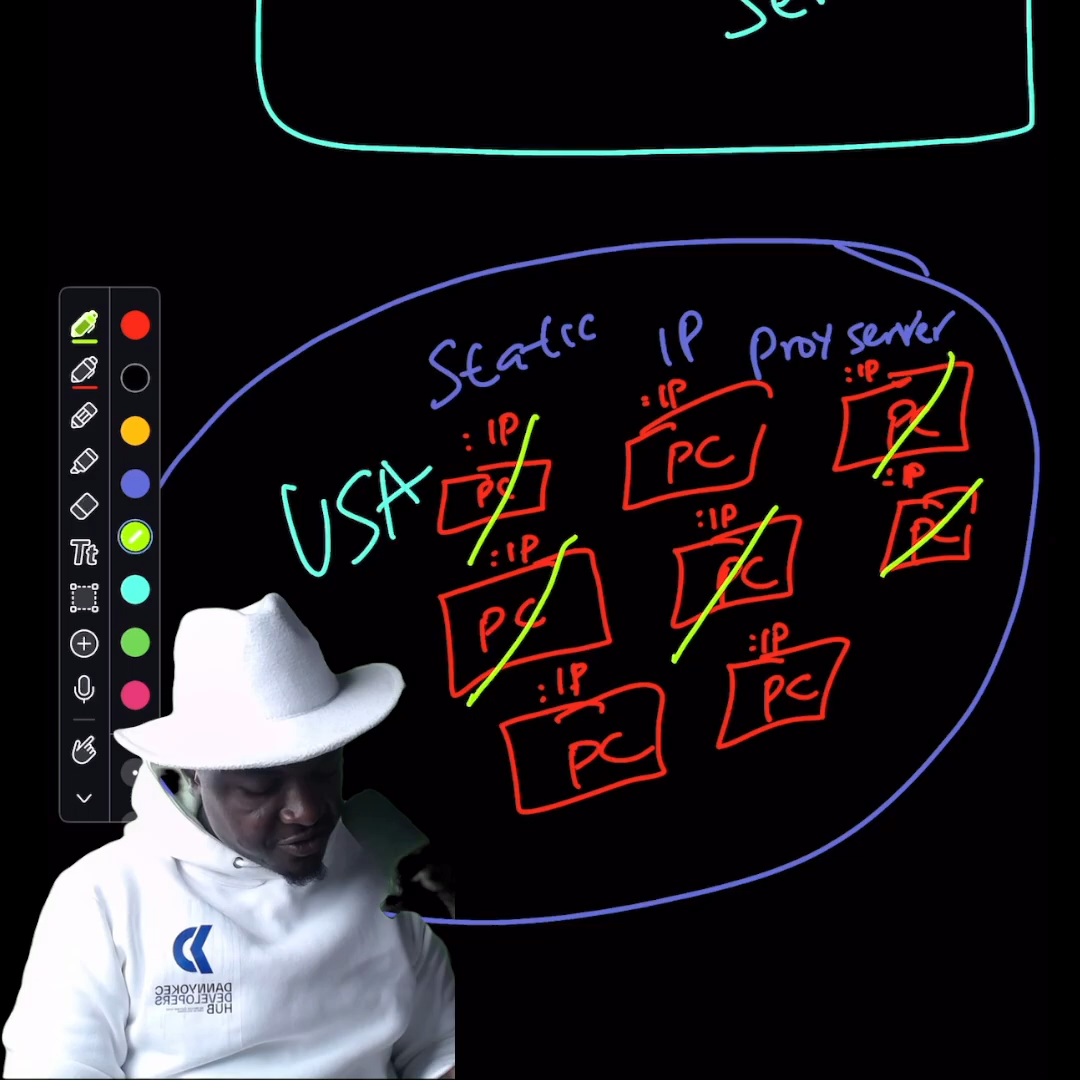 Ser
Static IP proxy server
:IP
PC
:IP
PC
:IP
PC
USA
:IP
PC
:IP
PC
:IP
PC
:IP
PC
:IP
PC
Tt
DANNYOKEC
DEVELOPERS
HUB